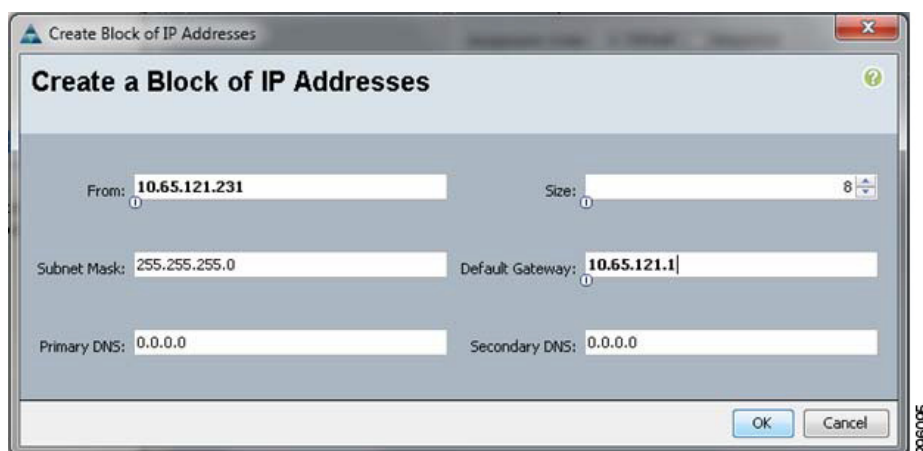 Create Block of IP Addresses
Create a Block of IP Addresses
From: 10.65.121.231 Size: 8
Subnet Mask: 255.255.255.0 Default Gateway: 10.65.121.1
Primary DNS: 0.0.0.0 Secondary DNS: 0.0.0.0
OK Cancel